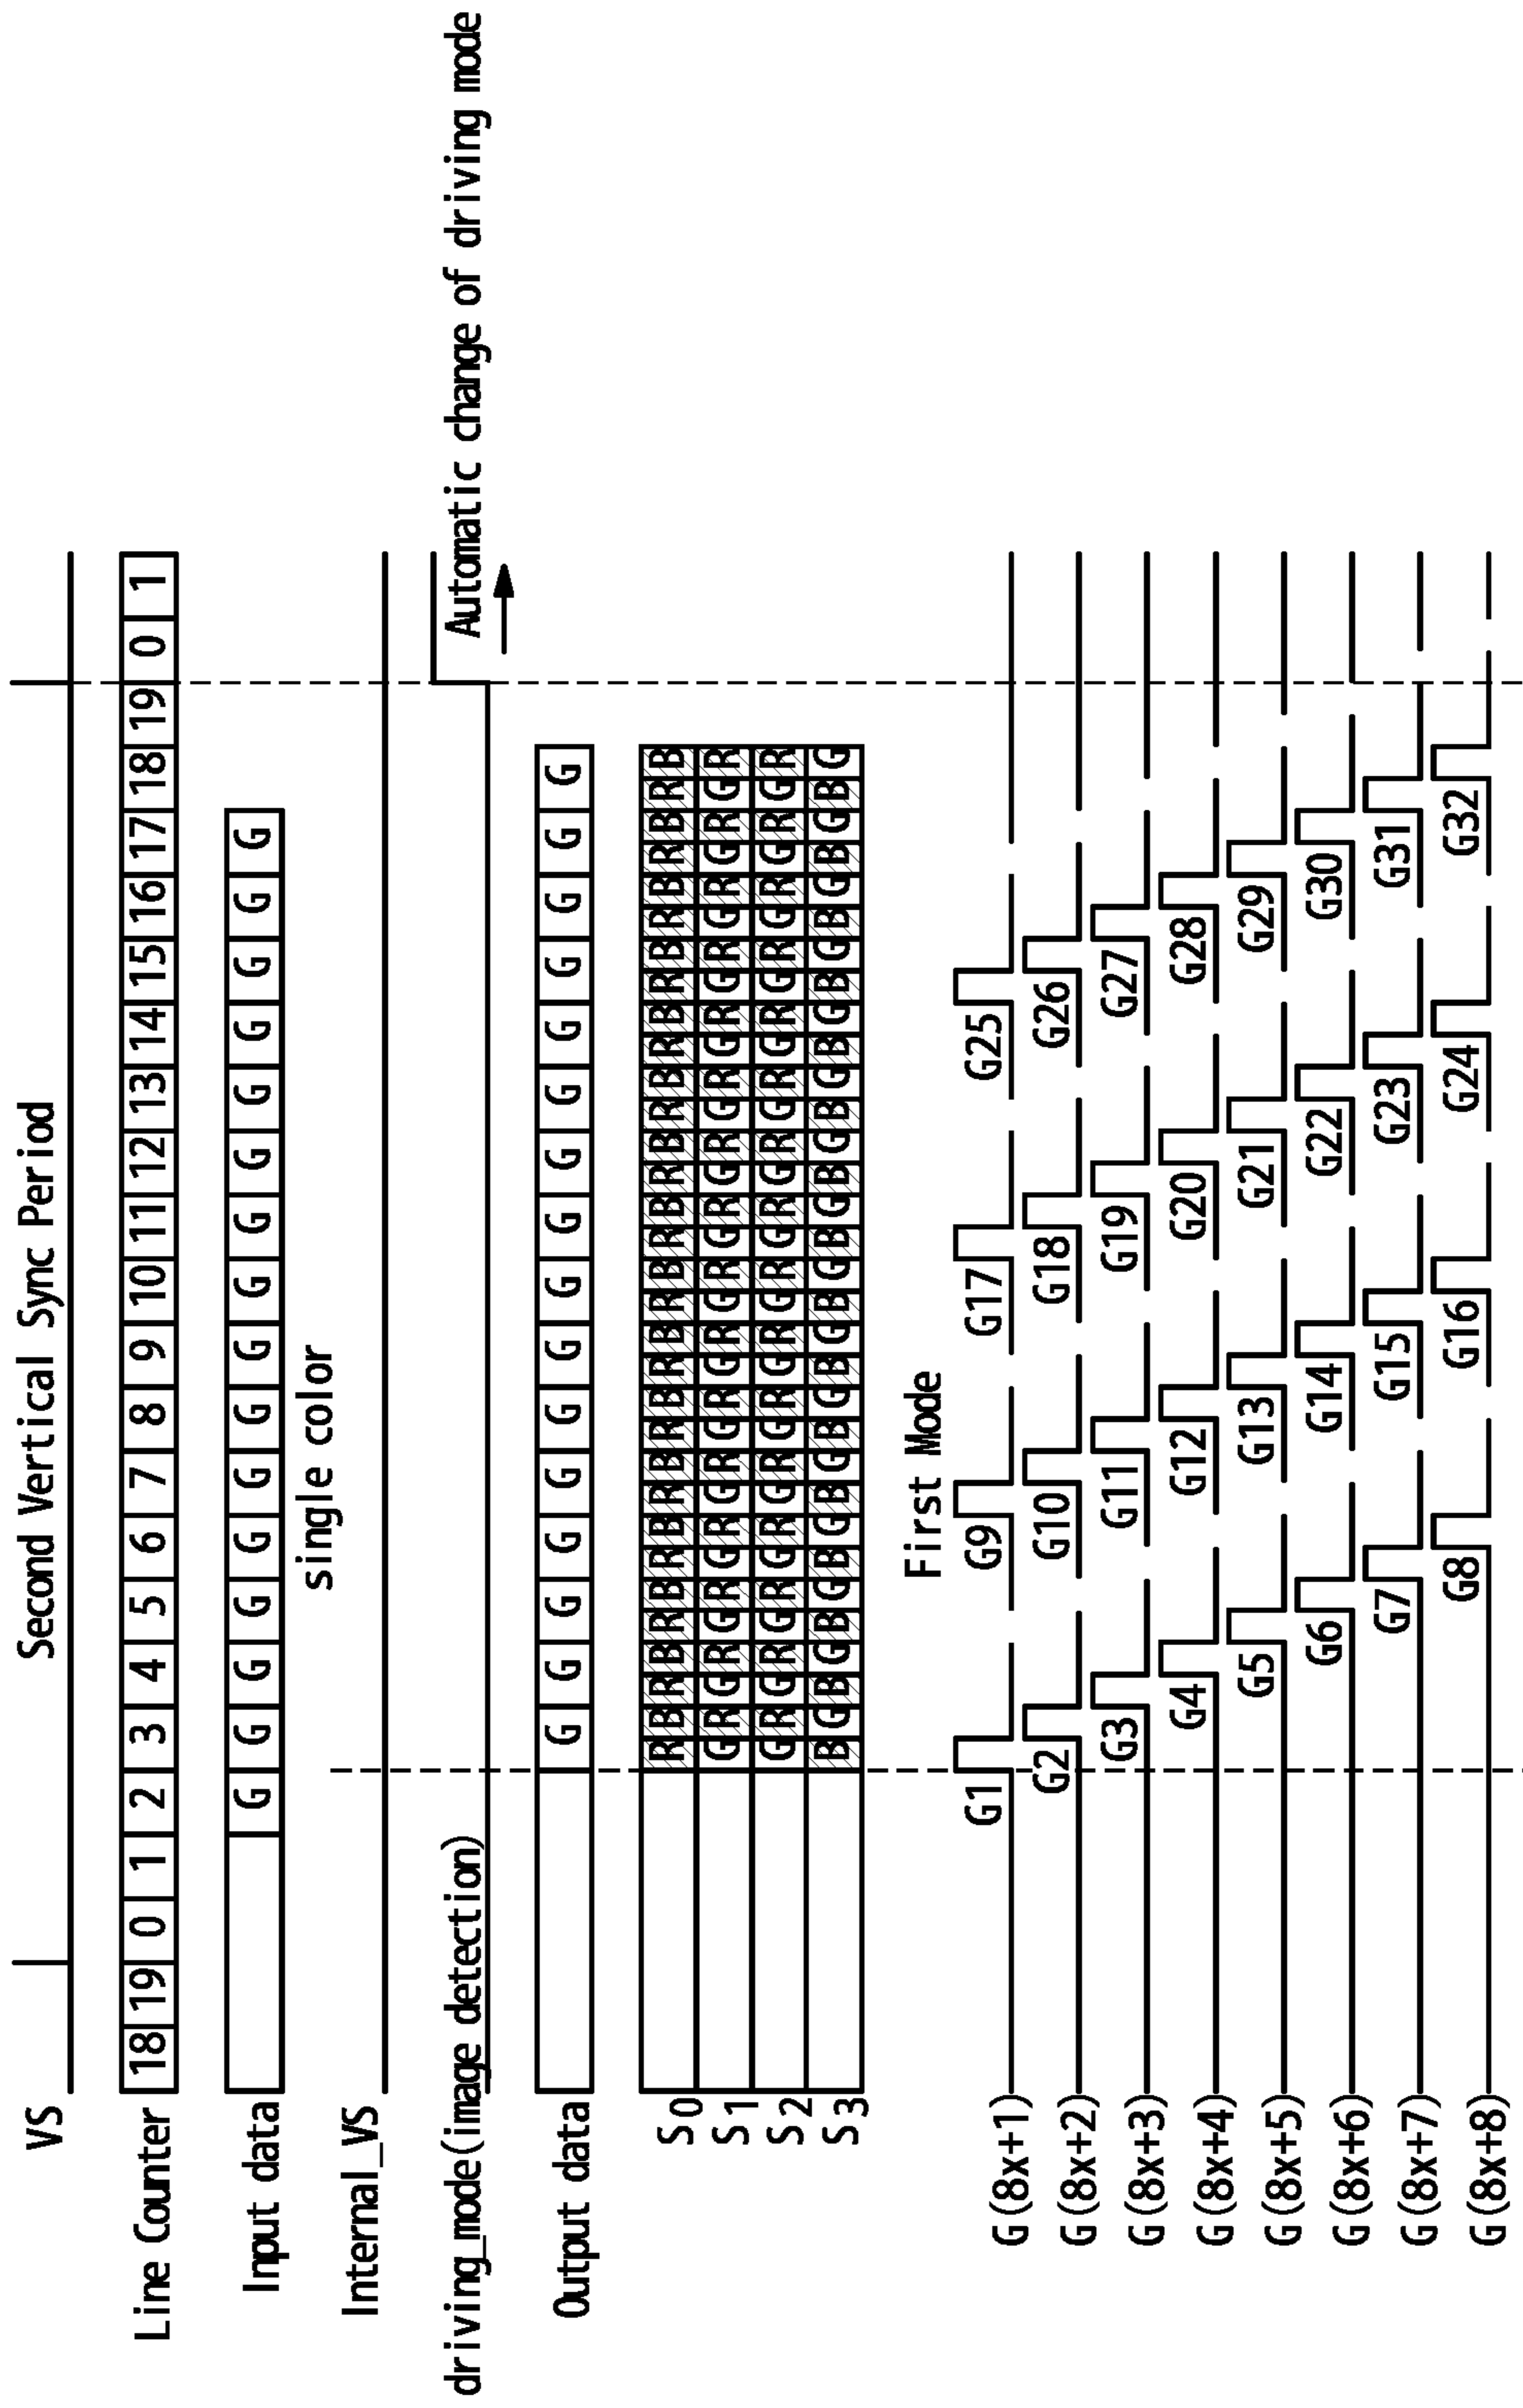 Second Vertical Sync Period
VS
Line Counter 18 19 0 1 2 3 4 5 6 7 8 9 10 11 12 13 14 15 16 17 18 19 0 1
Input data G G G G G G G G G G G G G G G G
single color
Internal_VS
driving_mode(image detection)
Automatic change of driving mode
Output data G G G G G G G G G G G G G G G G
S0 R B R B R B R B R B R B R B R B R B R B R B R B R B R B R B R B
S1 G R G R G R G R G R G R G R G R G R G R G R G R G R G R G R G R
S2 G R G R G R G R G R G R G R G R G R G R G R G R G R G R G R G R
S3 B G B G B G B G B G B G B G B G B G B G B G B G B G B G B G B G
First Mode
G(8x+1) G1 G9 G17 G25
G(8x+2) G2 G10 G18 G26
G(8x+3) G3 G11 G19 G27
G(8x+4) G4 G12 G20 G28
G(8x+5) G5 G13 G21 G29
G(8x+6) G6 G14 G22 G30
G(8x+7) G7 G15 G23 G31
G(8x+8) G8 G16 G24 G32